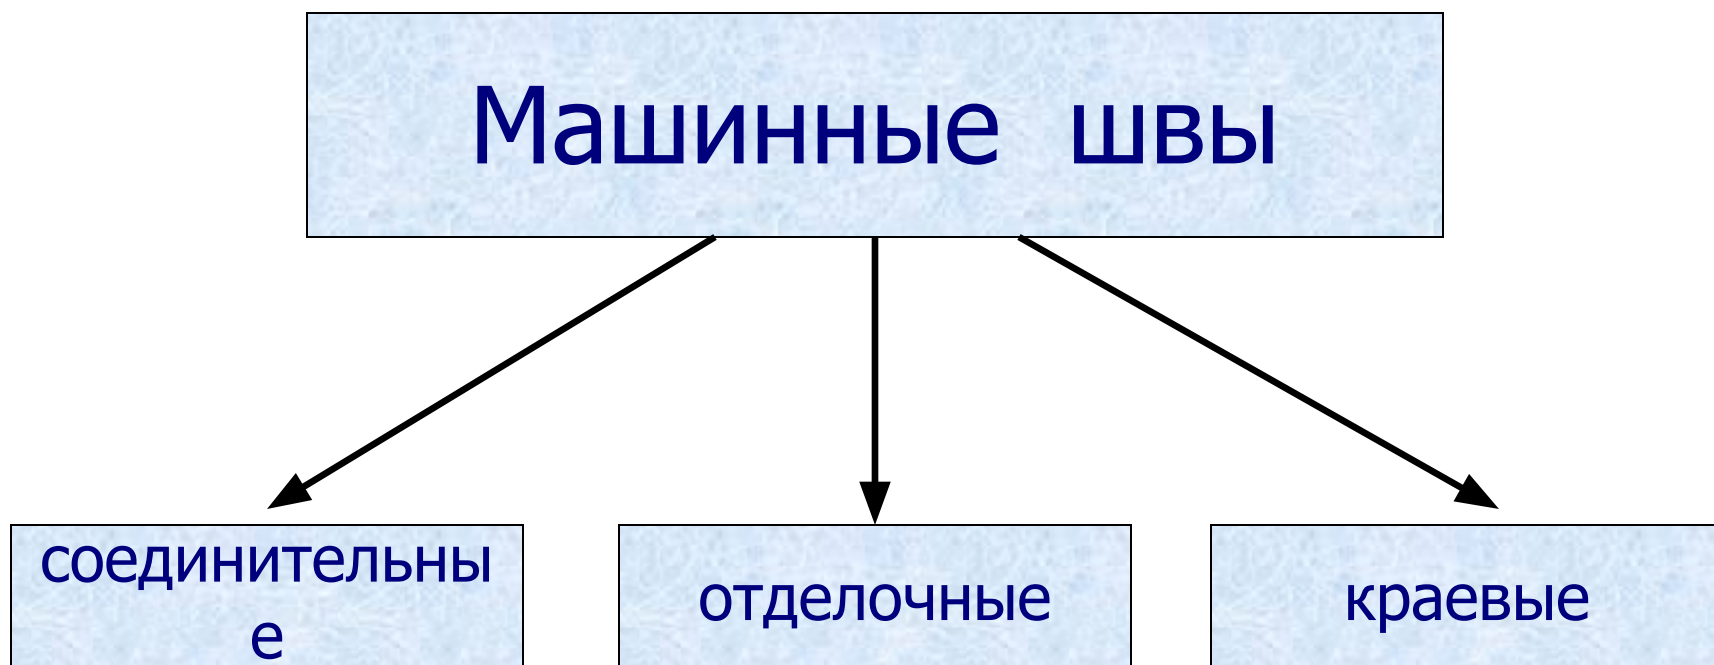 Машинные швы
соединительны
е
отделочные
краевые